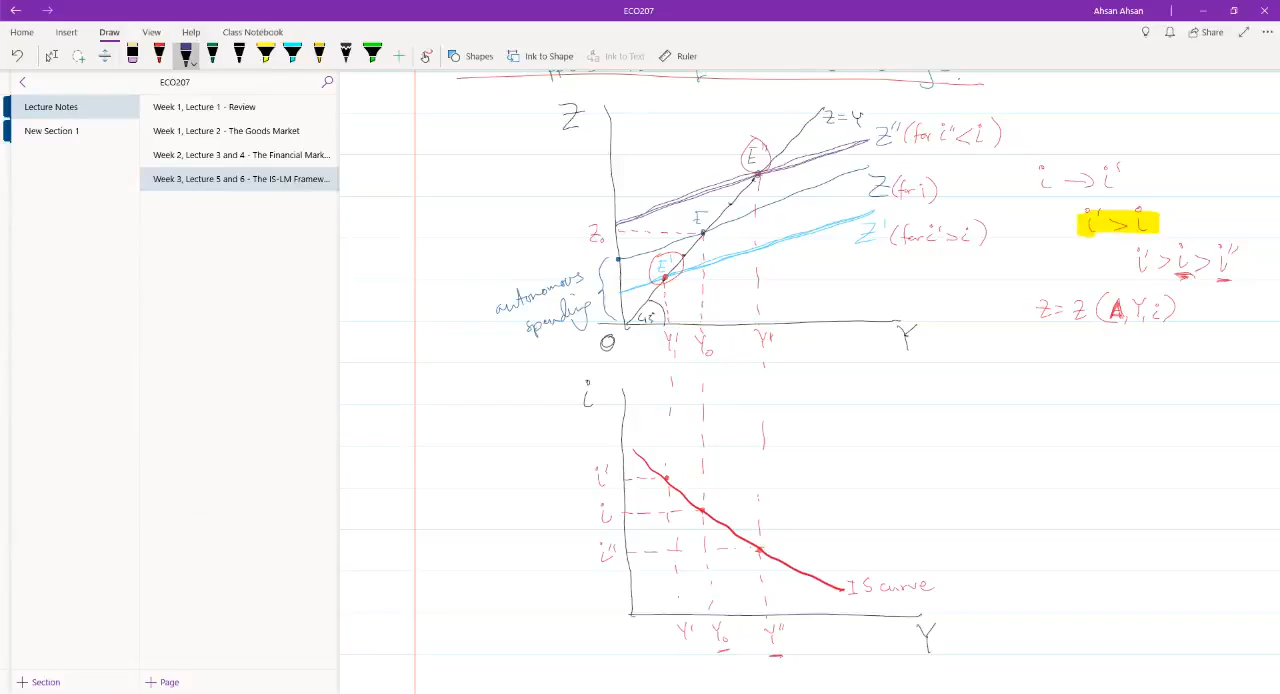 ECO207
Ahsan Ahsan
Home Insert Draw View Help Class Notebook
Share
Shapes
Ink to Shape
Ink to Text
Ruler
ECO207
Lecture Notes
New Section 1
Week 1, Lecture 1 - Review
Week 1, Lecture 2 - The Goods Market
Week 2, Lecture 3 and 4 - The Financial Mark...
Week 3, Lecture 5 and 6 - The IS-LM Framew...
Z
Z=Y
Z" (for i" < i)
E"
Z (for i)
E
Z0
Z' (for i' > i)
E'
autonomous
spending
45°
O
Y'
Y0
Y"
Y
i → i'
i' > i
i' > i > i"
Z = Z (A, Y, i)
i
i'
i
i"
IS curve
Y'
Y0
Y"
Y
Section
Page